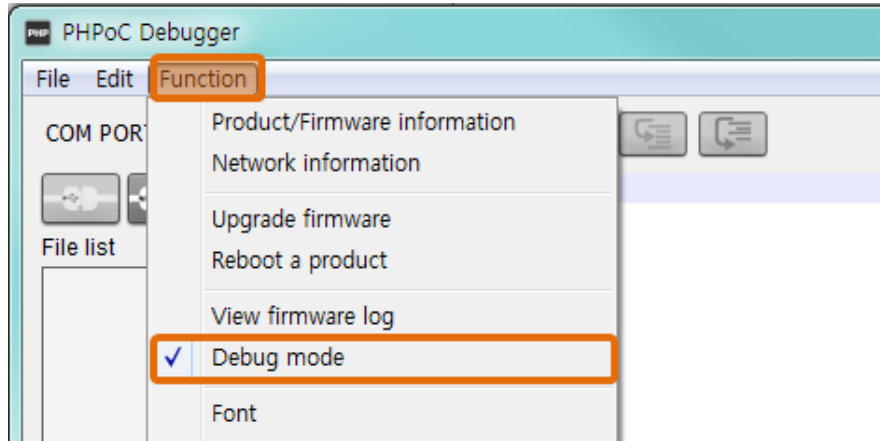 PHP PHPoC Debugger
File Edit Function
COM POR
Product/Firmware information
Network information
Upgrade firmware
Reboot a product
File list
View firmware log
✓ Debug mode
Font